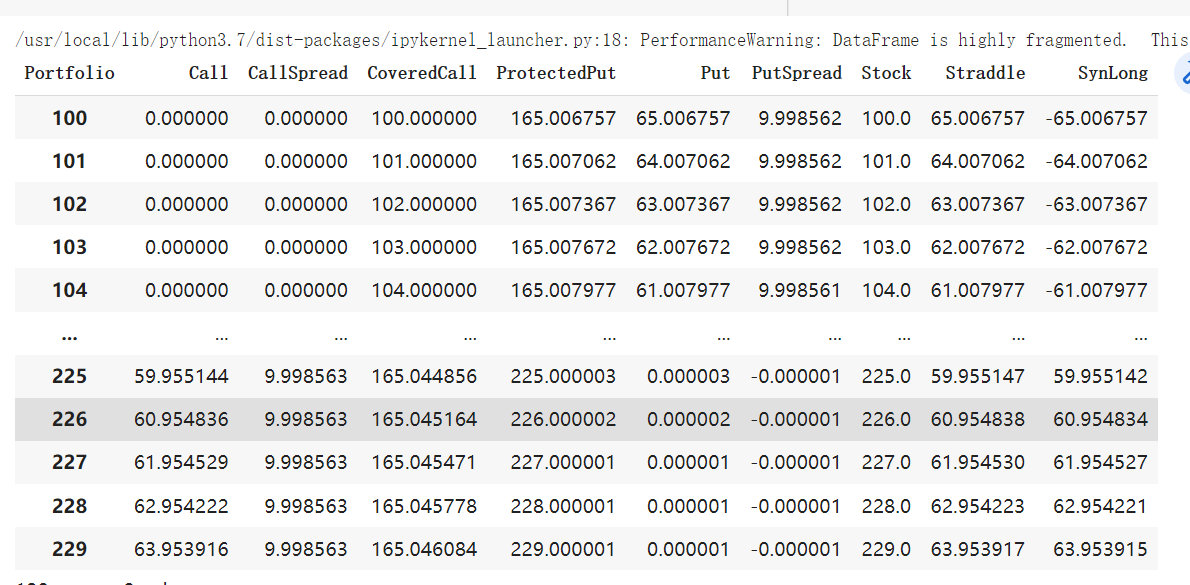 /usr/local/lib/python3.7/dist-packages/ipykernel_launcher.py:18: PerformanceWarning: DataFrame is highly fragmented. This
Portfolio Call CallSpread CoveredCall ProtectedPut Put PutSpread Stock Straddle SynLong
100 0.000000 0.000000 100.000000 165.006757 65.006757 9.998562 100.0 65.006757 -65.006757
101 0.000000 0.000000 101.000000 165.007062 64.007062 9.998562 101.0 64.007062 -64.007062
102 0.000000 0.000000 102.000000 165.007367 63.007367 9.998562 102.0 63.007367 -63.007367
103 0.000000 0.000000 103.000000 165.007672 62.007672 9.998562 103.0 62.007672 -62.007672
104 0.000000 0.000000 104.000000 165.007977 61.007977 9.998561 104.0 61.007977 -61.007977
... ... ... ... ... ... ... ... ... ...
225 59.955144 9.998563 165.044856 225.000003 0.000003 -0.000001 225.0 59.955147 59.955142
226 60.954836 9.998563 165.045164 226.000002 0.000002 -0.000001 226.0 60.954838 60.954834
227 61.954529 9.998563 165.045471 227.000001 0.000001 -0.000001 227.0 61.954530 61.954527
228 62.954222 9.998563 165.045778 228.000001 0.000001 -0.000001 228.0 62.954223 62.954221
229 63.953916 9.998563 165.046084 229.000001 0.000001 -0.000001 229.0 63.953917 63.953915